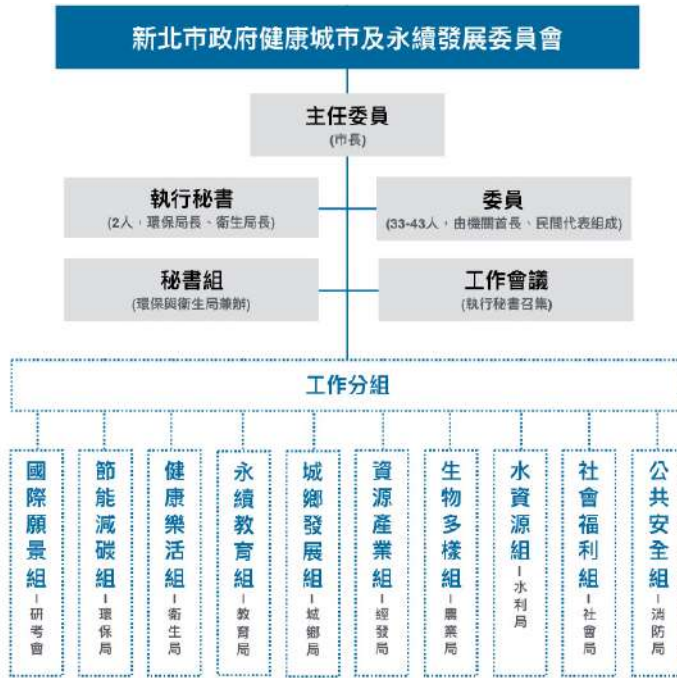 新北市政府健康城市及永續發展委員會
主任委員
(市長)
執行秘書
(2人，環保局長、衛生局長)
委員
(33-43人，由機關首長、民間代表組成)
秘書組
(環保與衛生局兼辦)
工作會議
(執行秘書召集)
工作分組
國際願景組–研考會
節能減碳組–環保局
健康樂活組–衛生局
永續教育組–教育局
城鄉發展組–城鄉局
資源產業組–經發局
生物多樣組–農業局
水資源組–水利局
社會福利組–社會局
公共安全組–消防局